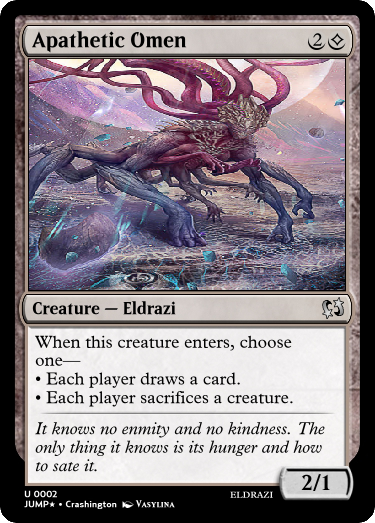 Apathetic Omen 2
Creature — Eldrazi
When this creature enters, choose
one—
• Each player draws a card.
• Each player sacrifices a creature.
It knows no enmity and no kindness. The
only thing it knows is its hunger and how
to sate it.
2/1
U 0002
JUMP★ • Crashington VASYLINA ELDRAZI